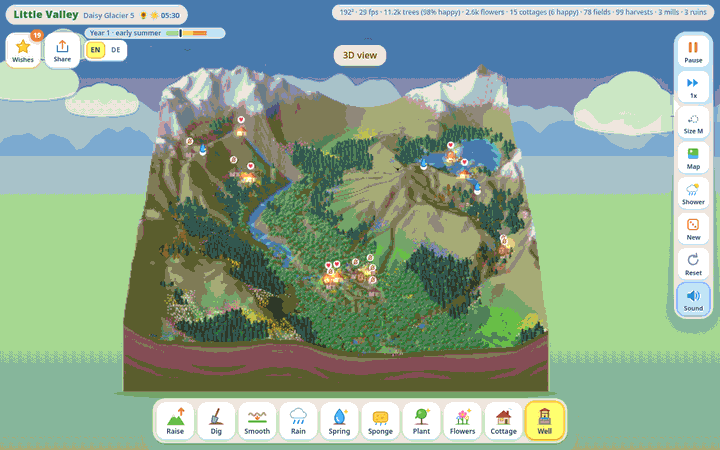 Little Valley Daisy Glacier 5 05:30
192² · 29 fps · 11.2k trees (98% happy) · 2.6k flowers · 15 cottages (6 happy) · 78 fields · 99 harvests · 3 mills · 3 ruins
Year 1 · early summer
19
Wishes
Share
EN
DE
3D view
Pause
1x
Size M
Map
Shower
New
Reset
Sound
Raise
Dig
Smooth
Rain
Spring
Sponge
Plant
Flowers
Cottage
Well